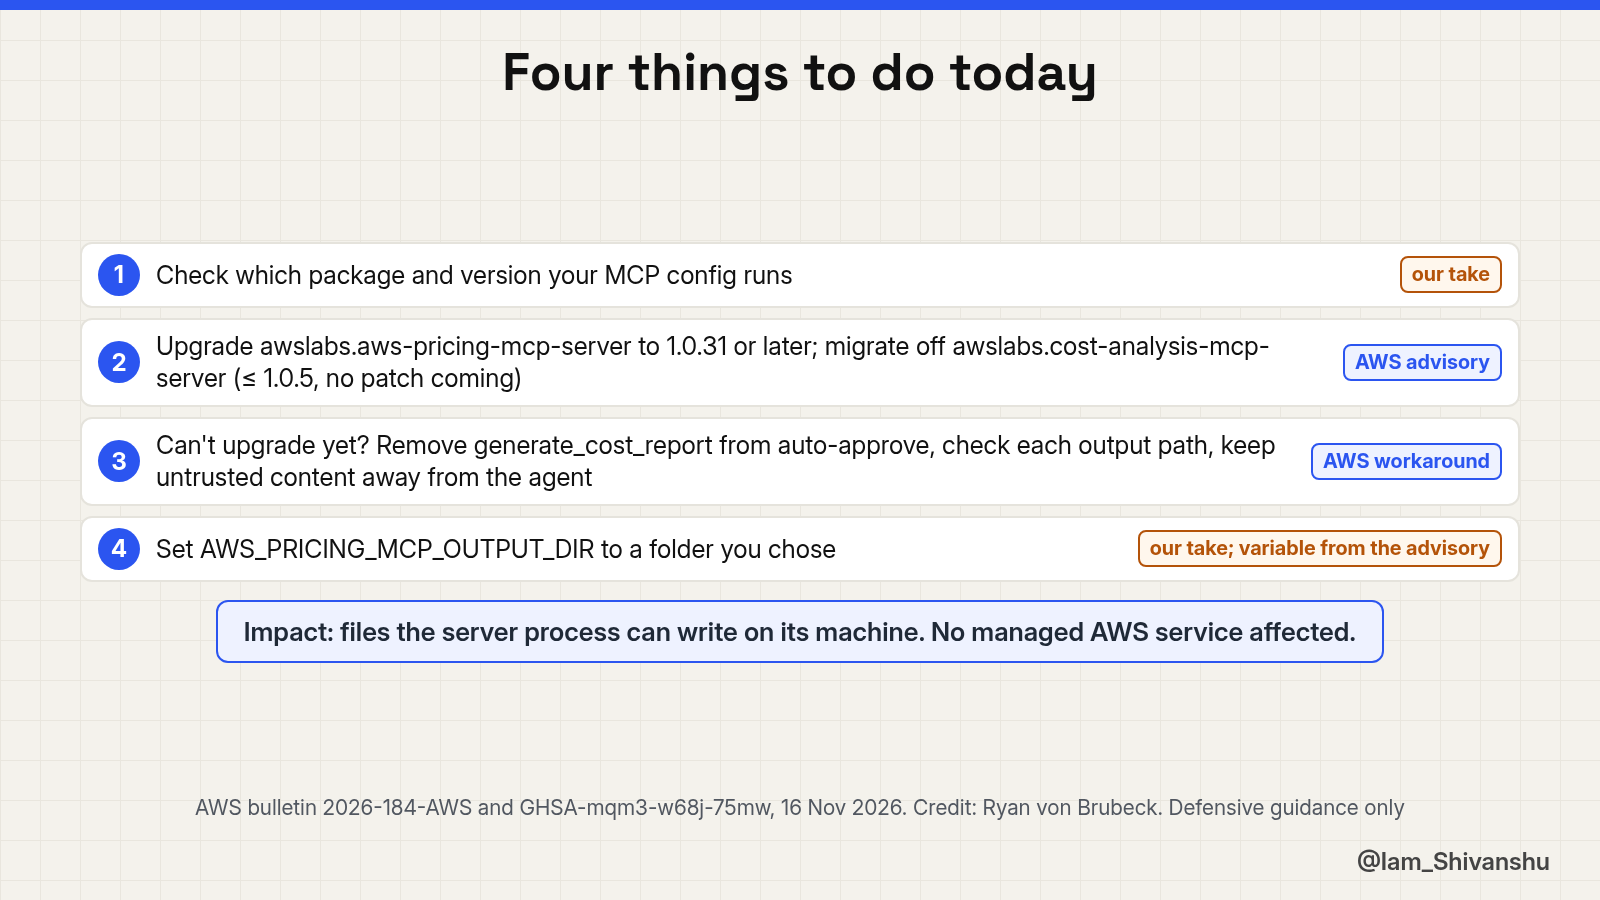 Four things to do today
1 Check which package and version your MCP config runs our take
2 Upgrade awslabs.aws-pricing-mcp-server to 1.0.31 or later; migrate off awslabs.cost-analysis-mcp-
server (≤ 1.0.5, no patch coming) AWS advisory
3 Can't upgrade yet? Remove generate_cost_report from auto-approve, check each output path, keep
untrusted content away from the agent AWS workaround
4 Set AWS_PRICING_MCP_OUTPUT_DIR to a folder you chose our take; variable from the advisory
Impact: files the server process can write on its machine. No managed AWS service affected.
AWS bulletin 2026-184-AWS and GHSA-mqm3-w68j-75mw, 16 Nov 2026. Credit: Ryan von Brubeck. Defensive guidance only
@Iam_Shivanshu